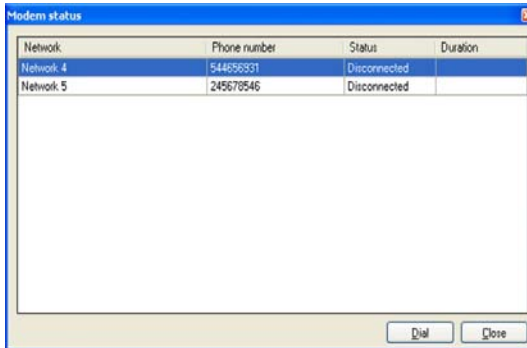 Modem status
Network Phone number Status Duration
Network 4 544656931 Disconnected
Network 5 245678546 Disconnected
Dial Close